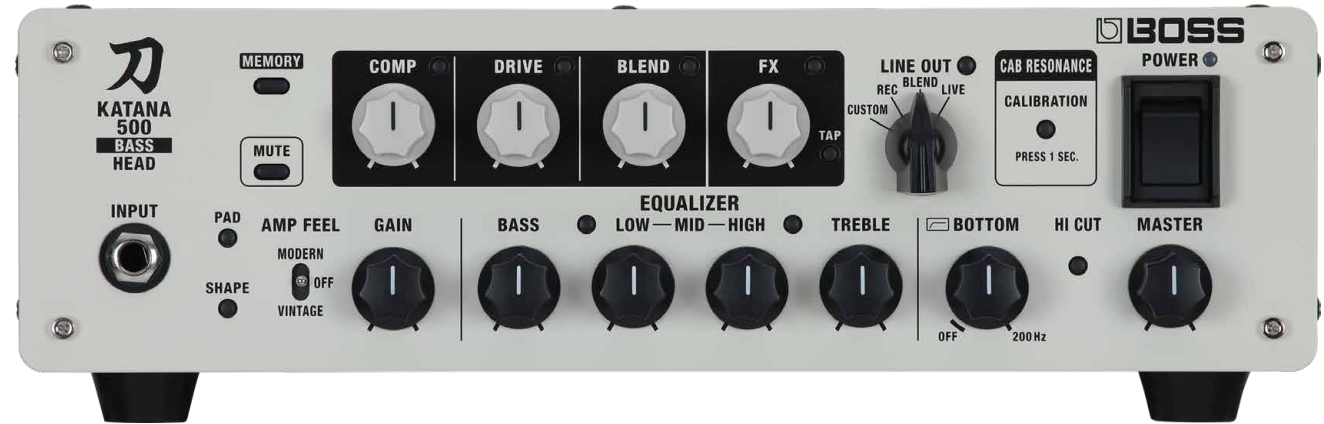 刀
KATANA
500
BASS
HEAD
MEMORY
MUTE
COMP
DRIVE
BLEND
FX
TAP
LINE OUT
CUSTOM
REC
BLEND
LIVE
CAB RESONANCE
CALIBRATION
PRESS 1 SEC.
BOSS
POWER
INPUT
PAD
SHAPE
AMP FEEL
MODERN
OFF
VINTAGE
GAIN
EQUALIZER
BASS
LOW — MID — HIGH
TREBLE
BOTTOM
OFF
200Hz
HI CUT
MASTER